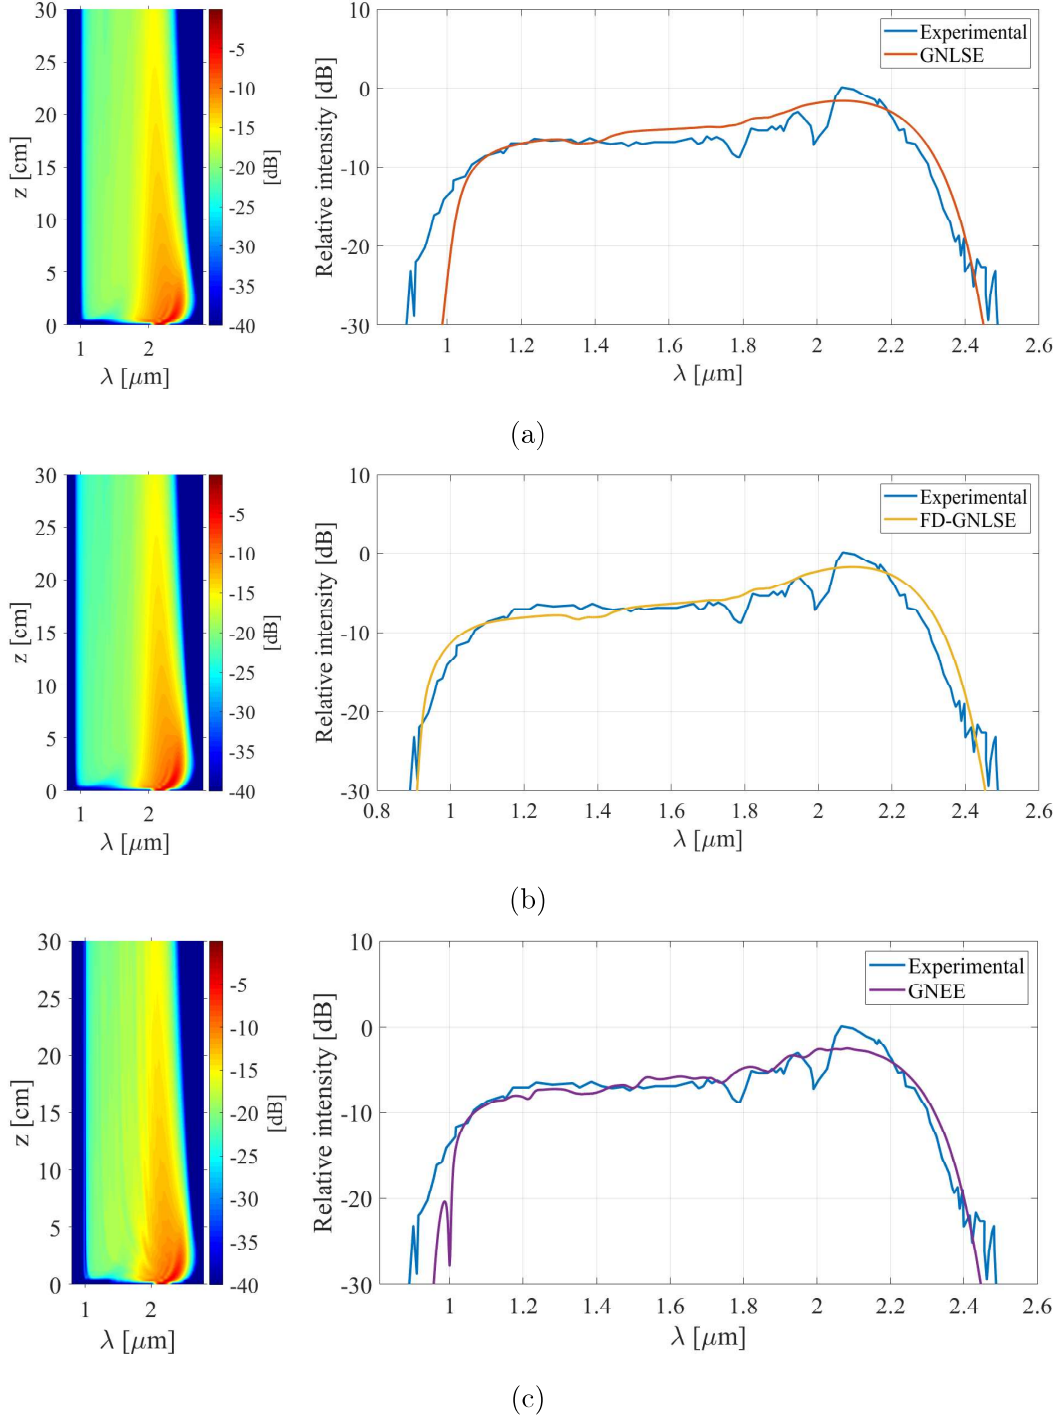 30
25
20
15
10
5
0
z [cm]
1 2
λ [μm]
-5
-10
-15
-20
-25
-30
-35
-40
[dB]
10
0
-10
-20
-30
Relative intensity [dB]
Experimental
GNLSE
1 1.2 1.4 1.6 1.8 2 2.2 2.4 2.6
λ [μm]
(a)
30
25
20
15
10
5
0
z [cm]
1 2
λ [μm]
-5
-10
-15
-20
-25
-30
-35
-40
[dB]
10
0
-10
-20
-30
Relative intensity [dB]
Experimental
FD-GNLSE
0.8 1 1.2 1.4 1.6 1.8 2 2.2 2.4 2.6
λ [μm]
(b)
30
25
20
15
10
5
0
z [cm]
1 2
λ [μm]
-5
-10
-15
-20
-25
-30
-35
-40
[dB]
10
0
-10
-20
-30
Relative intensity [dB]
Experimental
GNEE
1 1.2 1.4 1.6 1.8 2 2.2 2.4 2.6
λ [μm]
(c)